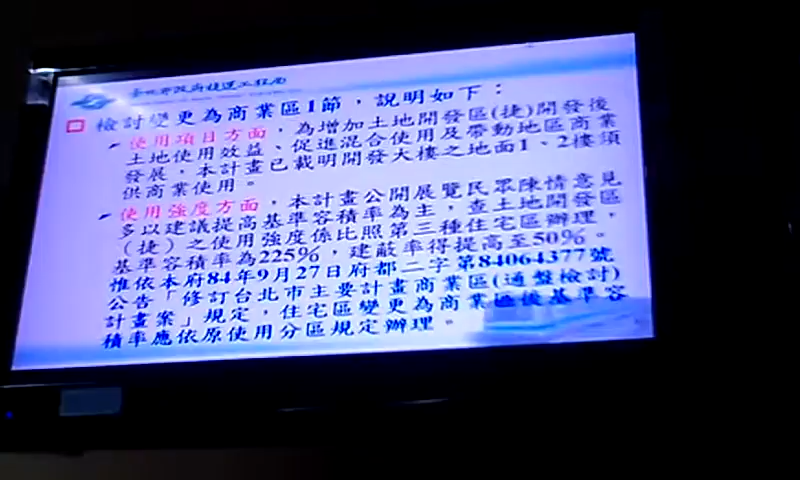 臺北市政府捷運工程局
檢討變更為商業區1節，說明如下：
使用項目方面，為增加土地開發區(捷)開發後
土地使用效益、促進混合使用及帶動地區商業
發展，本計畫已載明開發大樓之地面1、2樓須
供商業使用。
使用強度方面，本計畫公開展覽民眾陳情意見
多以建議提高基準容積率為主，查土地開發區
（捷）之使用強度係比照第三種住宅區辦理，
基準容積率為225%，建蔽率得提高至50%。
惟依本府84年9月27日府都二字第84064377號
公告「修訂台北市主要計畫商業區(通盤檢討)
計畫案」規定，住宅區變更為商業區後基準容
積率應依原使用分區規定辦理。